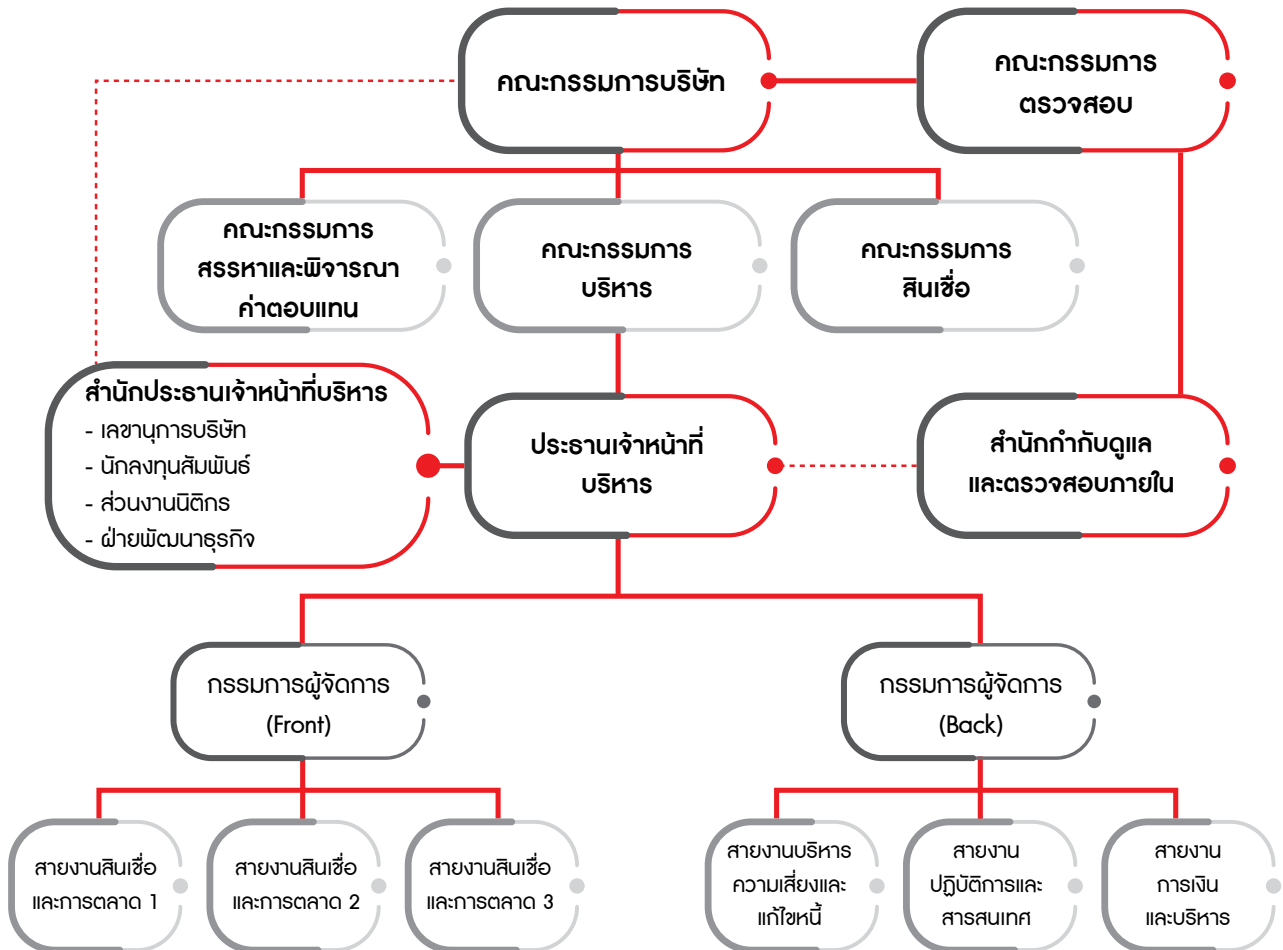 คณะกรรมการบริษัท
คณะกรรมการ
ตรวจสอบ
คณะกรรมการ
สรรหาและพิจารณา
ค่าตอบแทน
คณะกรรมการ
บริหาร
คณะกรรมการ
สินเชื่อ
สำนักประธานเจ้าหน้าที่บริหาร
- เลขานุการบริษัท
- นักลงทุนสัมพันธ์
- ส่วนงานนิติกร
- ฝ่ายพัฒนาธุรกิจ
ประธานเจ้าหน้าที่
บริหาร
สำนักกำกับดูแล
และตรวจสอบภายใน
กรรมการผู้จัดการ
(Front)
กรรมการผู้จัดการ
(Back)
สายงานสินเชื่อ
และการตลาด 1
สายงานสินเชื่อ
และการตลาด 2
สายงานสินเชื่อ
และการตลาด 3
สายงานบริหาร
ความเสี่ยงและ
แก้ไขหนี้
สายงาน
ปฏิบัติการและ
สารสนเทศ
สายงาน
การเงิน
และบริหาร